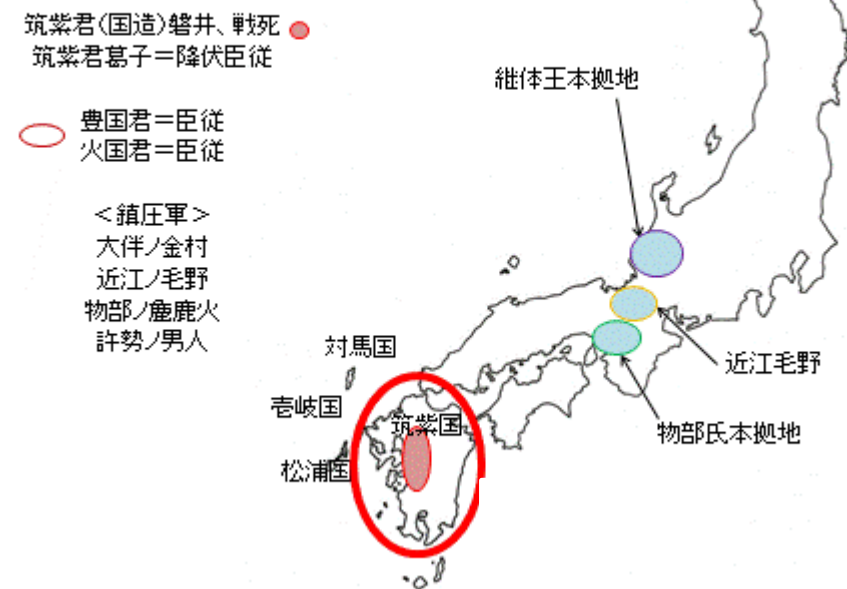 筑紫君(国造)磐井、戦死
筑紫君葛子＝降伏臣従
豊国君＝臣従
火国君＝臣従
＜鎮圧軍＞
大伴ノ金村
近江ノ毛野
物部ノ麁鹿火
許勢ノ男人
継体王本拠地
対馬国
壱岐国
筑紫国
松浦国
近江毛野
物部氏本拠地